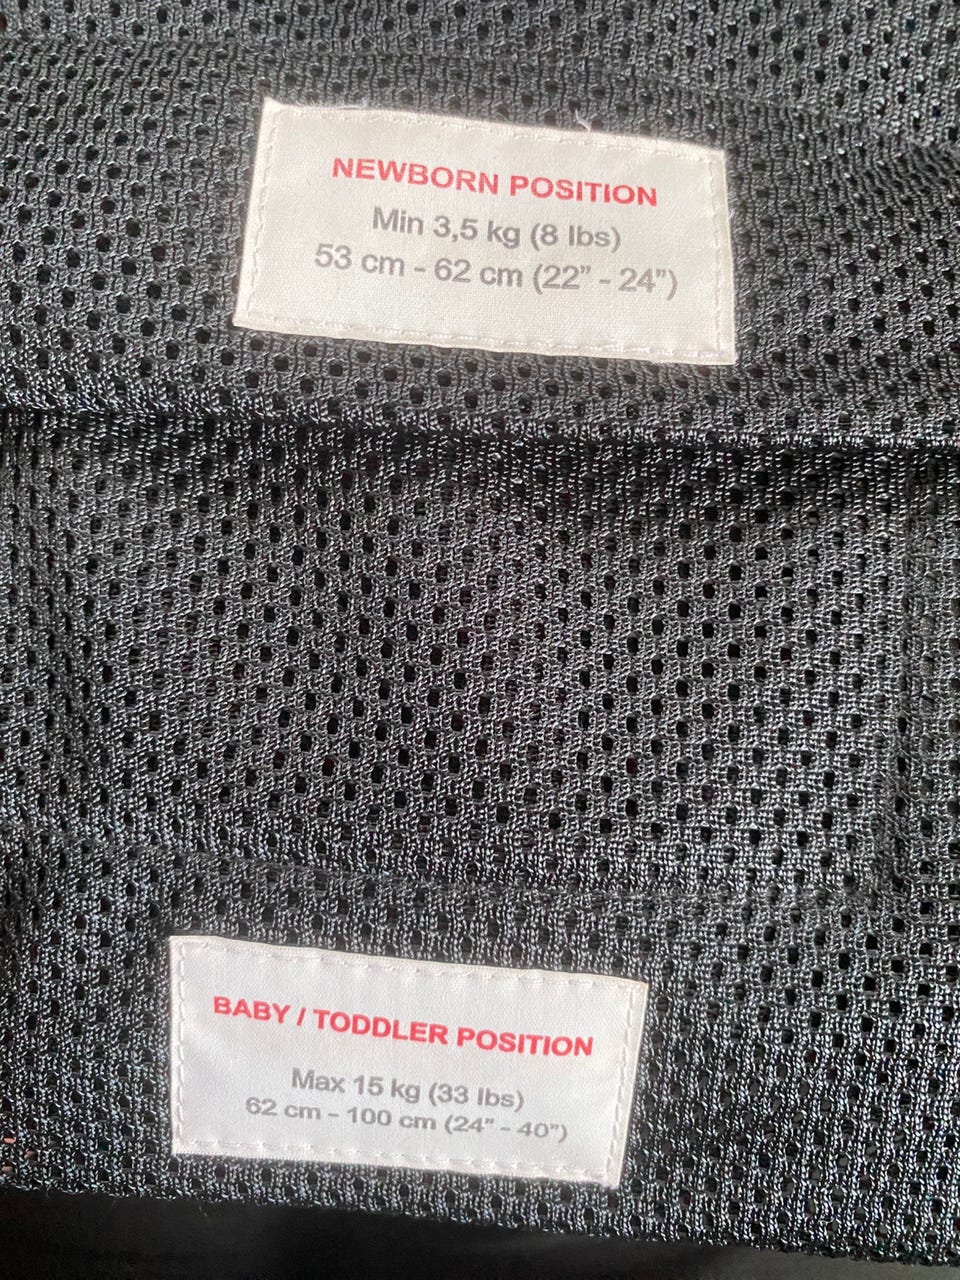 NEWBORN POSITION
Min 3,5 kg (8 lbs)
53 cm - 62 cm (22” - 24”)
BABY / TODDLER POSITION
Max 15 kg (33 lbs)
62 cm - 100 cm (24” - 40”)